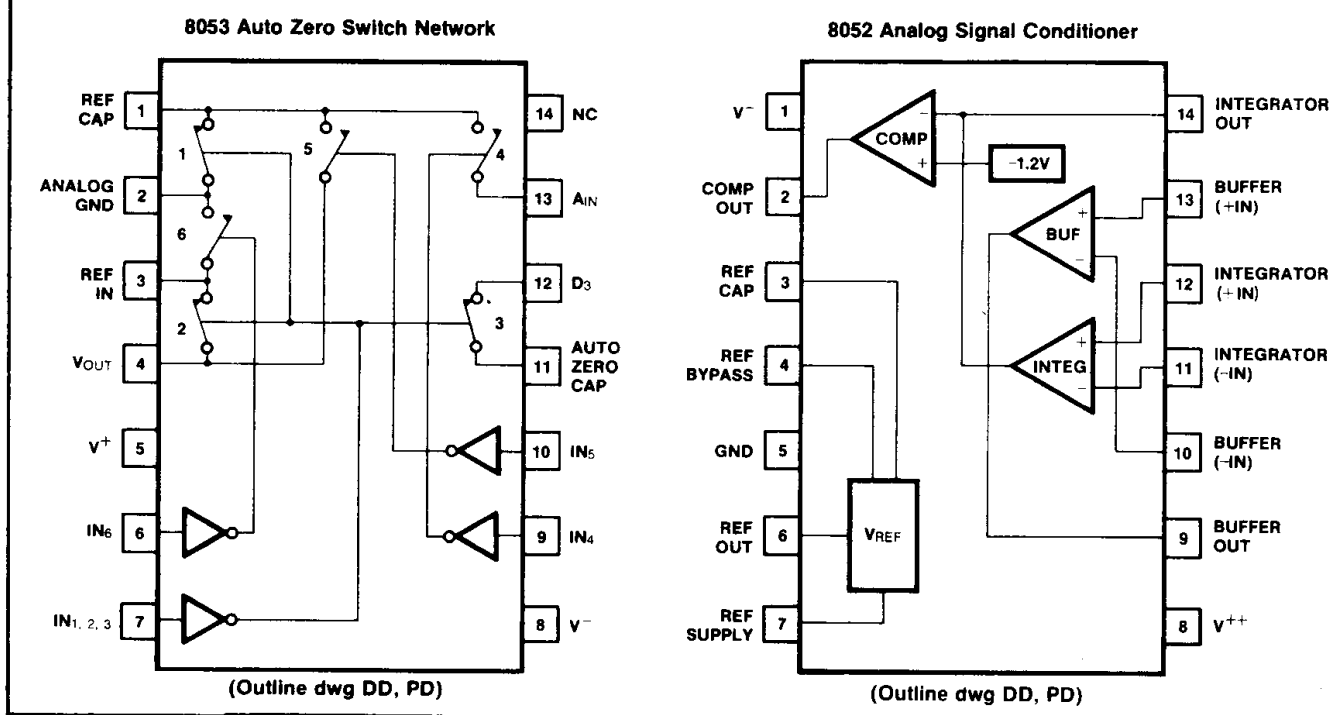 8053 Auto Zero Switch Network
REF
CAP
1
ANALOG
GND
2
REF
IN
3
VOUT
4
V+
5
IN6
6
IN1, 2, 3
7
14
NC
13
AIN
12
D3
11
AUTO
ZERO
CAP
10
IN5
9
IN4
8
V−
1
5
4
6
2
3
(Outline dwg DD, PD)
8052 Analog Signal Conditioner
V−
1
COMP
OUT
2
REF
CAP
3
REF
BYPASS
4
GND
5
REF
OUT
6
REF
SUPPLY
7
COMP
−
+
−1.2V
BUF
+
−
INTEG
+
−
VREF
14
INTEGRATOR
OUT
13
BUFFER
(+IN)
12
INTEGRATOR
(+IN)
11
INTEGRATOR
(−IN)
10
BUFFER
(−IN)
9
BUFFER
OUT
8
V++
(Outline dwg DD, PD)